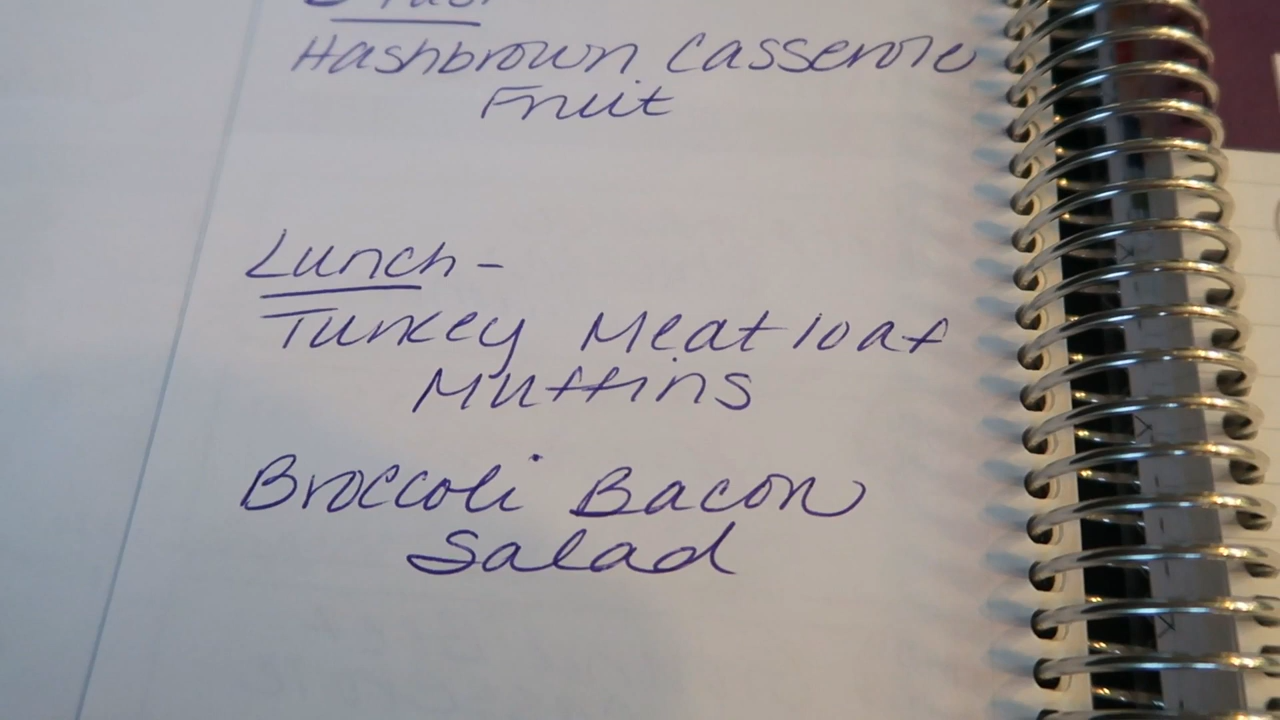 Hashbrown Casserole
Fruit
Lunch-
Turkey Meatloaf
Muffins
Broccoli Bacon
Salad